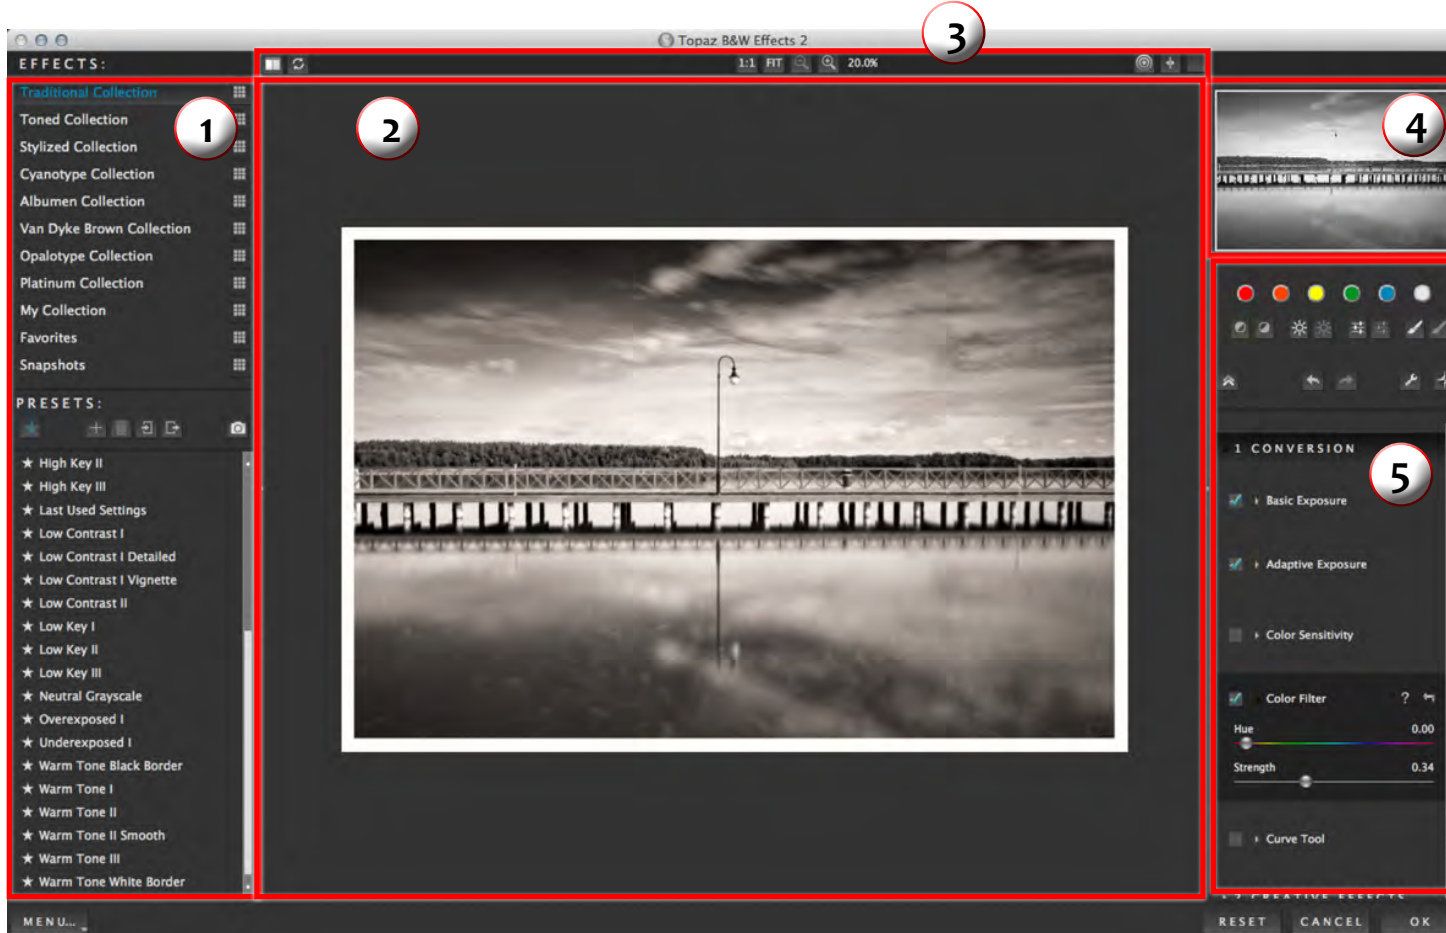 Topaz B&W Effects 2
3
EFFECTS:
1:1 FIT 20.0%
Traditional Collection
Toned Collection
Stylized Collection
Cyanotype Collection
Albumen Collection
Van Dyke Brown Collection
Opalotype Collection
Platinum Collection
My Collection
Favorites
Snapshots
1
2
4
PRESETS:
High Key II
High Key III
Last Used Settings
Low Contrast I
Low Contrast I Detailed
Low Contrast I Vignette
Low Contrast II
Low Key I
Low Key II
Low Key III
Neutral Grayscale
Overexposed I
Underexposed I
Warm Tone Black Border
Warm Tone I
Warm Tone II
Warm Tone II Smooth
Warm Tone III
Warm Tone White Border
1 CONVERSION
5
Basic Exposure
Adaptive Exposure
Color Sensitivity
Color Filter ?
Hue 0.00
Strength 0.34
Curve Tool
CREATIVE EFFECTS
MENU...
RESET CANCEL OK